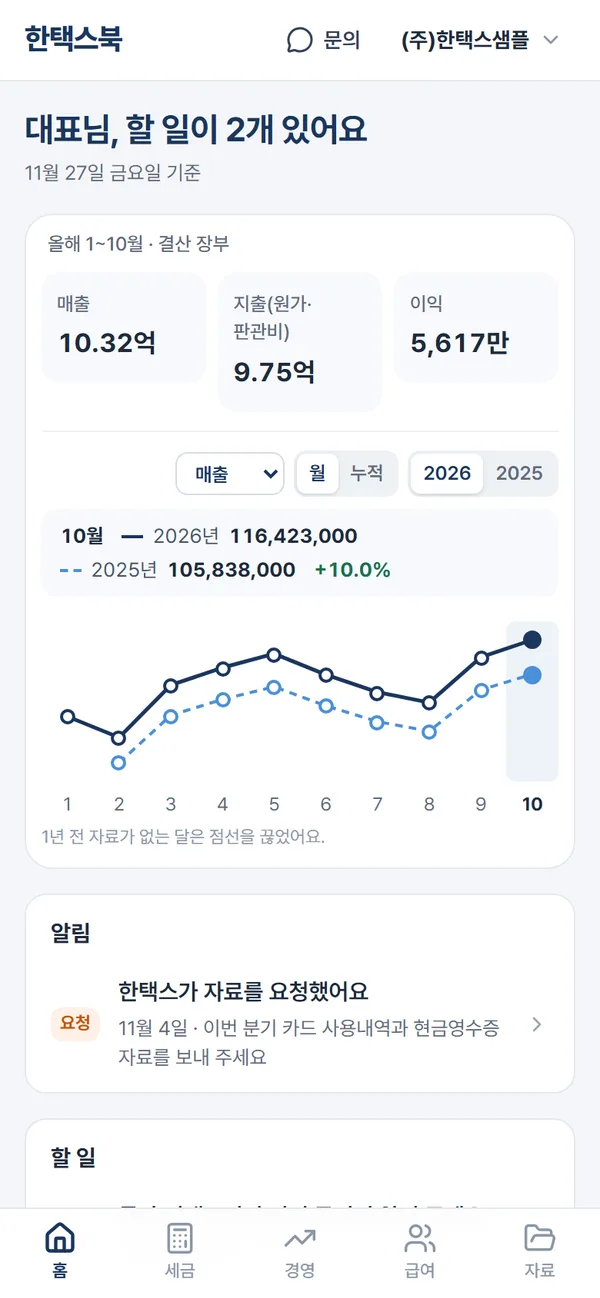 한택스북
문의
(주)한택스샘플
대표님, 할 일이 2개 있어요
11월 27일 금요일 기준
올해 1~10월 · 결산 장부
매출
10.32억
지출(원가·
판관비)
9.75억
이익
5,617만
매출
월
누적
2026
2025
10월 2026년 116,423,000
2025년 105,838,000 +10.0%
1 2 3 4 5 6 7 8 9 10
1년 전 자료가 없는 달은 점선을 끊었어요.
알림
요청
한택스가 자료를 요청했어요
11월 4일 · 이번 분기 카드 사용내역과 현금영수증
자료를 보내 주세요
할 일
홈
세금
경영
급여
자료